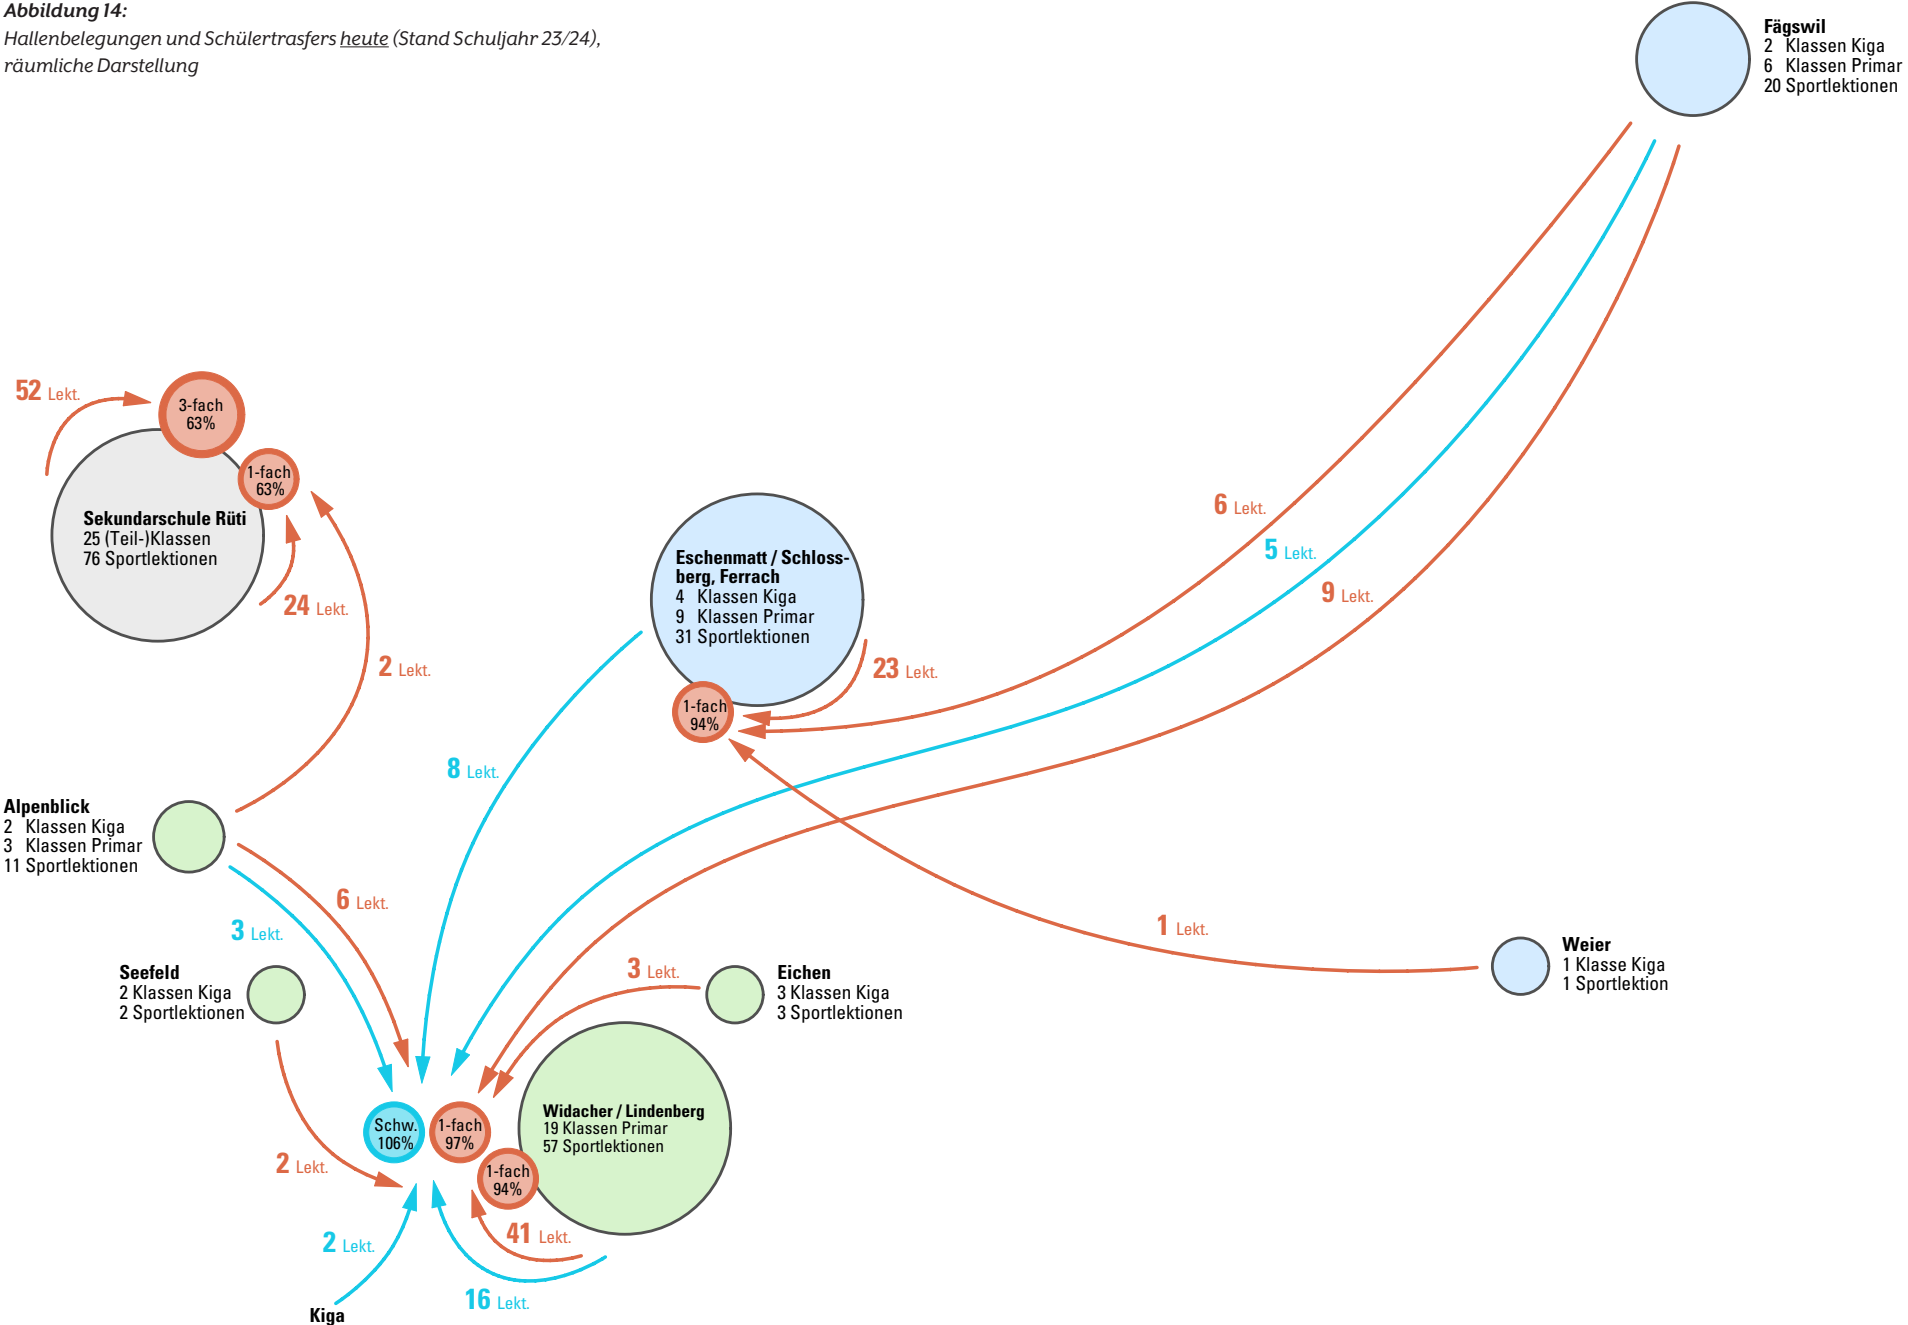 Abbildung 14:
Hallenbelegungen und Schülertrasfers heute (Stand Schuljahr 23/24),
räumliche Darstellung
Fägswil
2 Klassen Kiga
6 Klassen Primar
20 Sportlektionen
52 Lekt.
3-fach
63%
1-fach
63%
Sekundarschule Rüti
25 (Teil-)Klassen
76 Sportlektionen
24 Lekt.
2 Lekt.
Eschenmatt / Schloss-
berg, Ferrach
4 Klassen Kiga
9 Klassen Primar
31 Sportlektionen
23 Lekt.
1-fach
94%
6 Lekt.
5 Lekt.
9 Lekt.
8 Lekt.
Alpenblick
2 Klassen Kiga
3 Klassen Primar
11 Sportlektionen
6 Lekt.
3 Lekt.
1 Lekt.
Weier
1 Klasse Kiga
1 Sportlektion
Seefeld
2 Klassen Kiga
2 Sportlektionen
3 Lekt.
Eichen
3 Klassen Kiga
3 Sportlektionen
Schw.
106%
1-fach
97%
1-fach
94%
Widacher / Lindenberg
19 Klassen Primar
57 Sportlektionen
2 Lekt.
41 Lekt.
2 Lekt.
16 Lekt.
Kiga